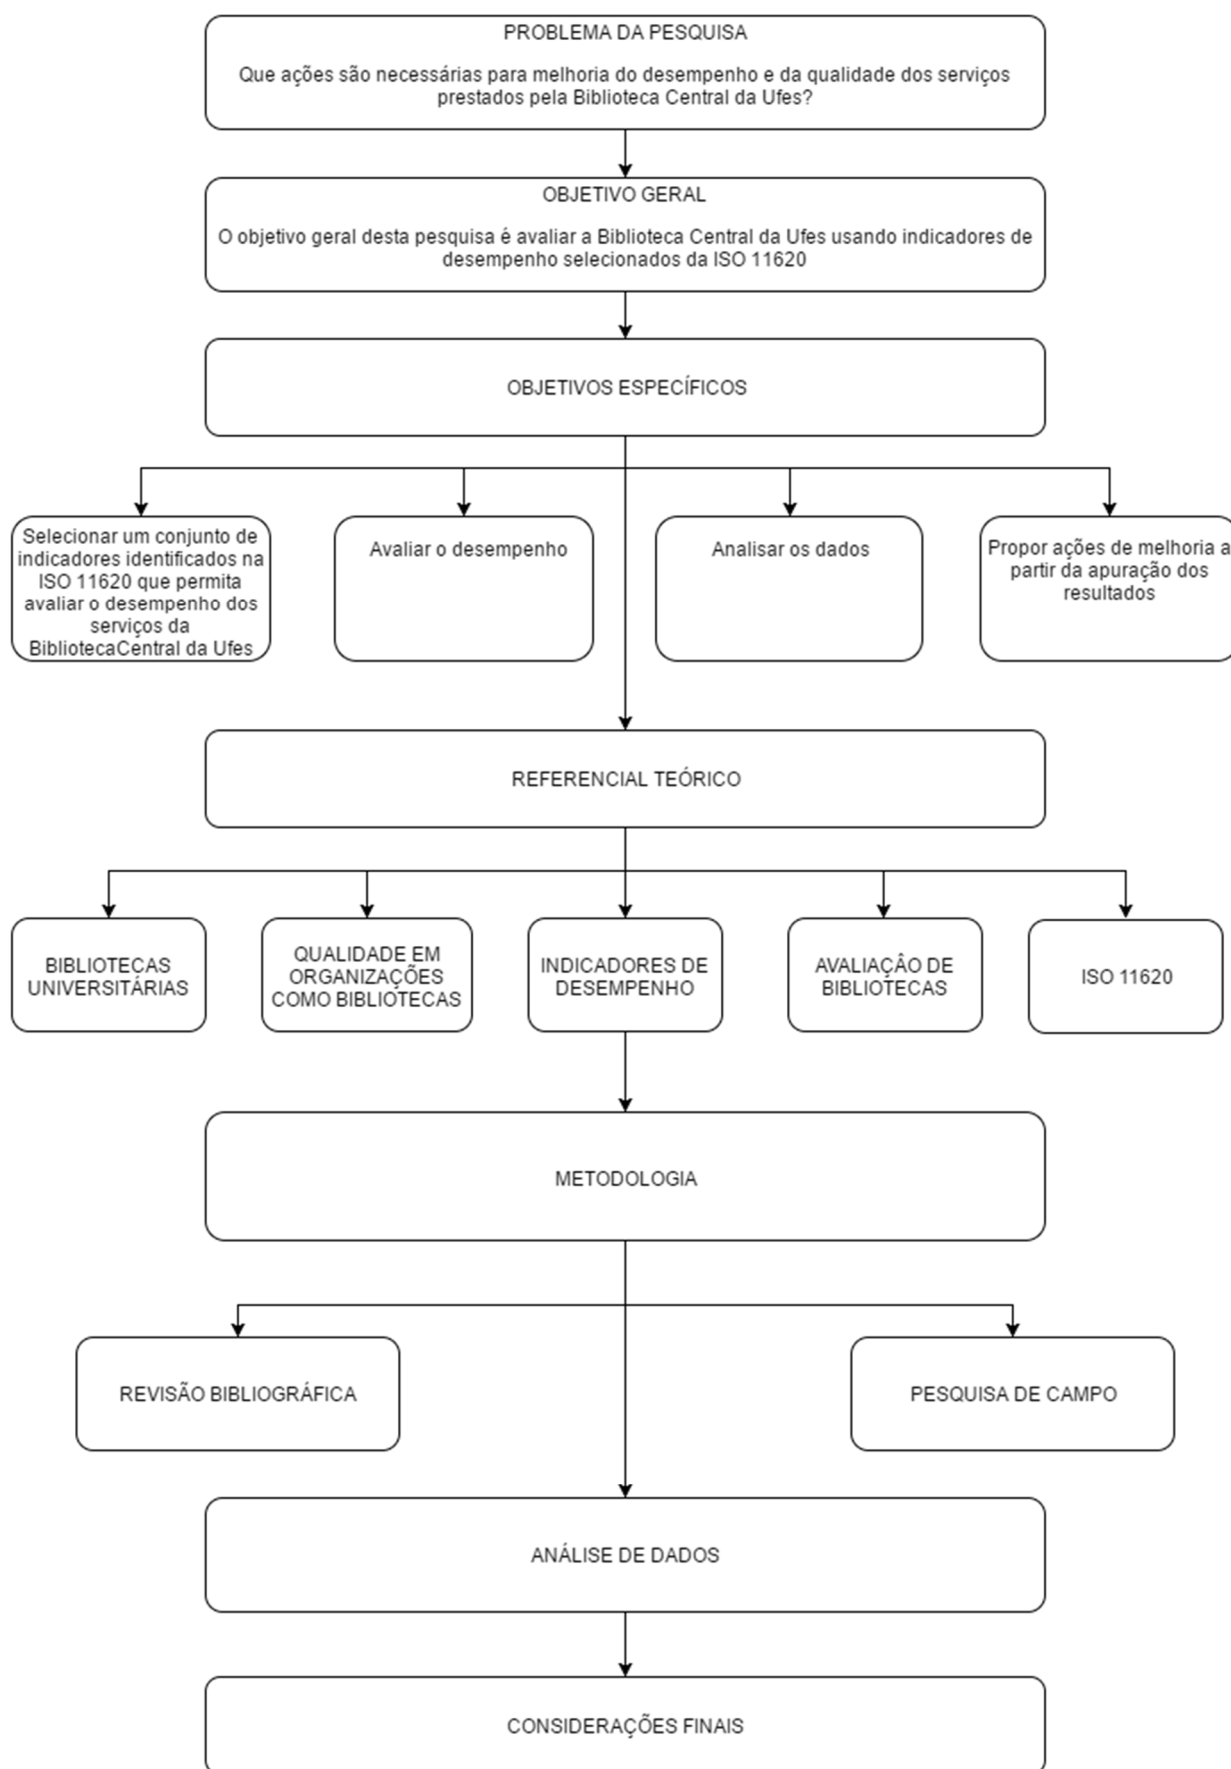 PROBLEMA DA PESQUISA
Que ações são necessárias para melhoria do desempenho e da qualidade dos serviços
prestados pela Biblioteca Central da Ufes?
OBJETIVO GERAL
O objetivo geral desta pesquisa é avaliar a Biblioteca Central da Ufes usando indicadores de
desempenho selecionados da ISO 11620
OBJETIVOS ESPECÍFICOS
Selecionar um conjunto de
indicadores identificados na
ISO 11620 que permita
avaliar o desempenho dos
serviços da
BibliotecaCentral da Ufes
Avaliar o desempenho
Analisar os dados
Propor ações de melhoria a
partir da apuração dos
resultados
REFERENCIAL TEÓRICO
BIBLIOTECAS
UNIVERSITÁRIAS
QUALIDADE EM
ORGANIZAÇÕES
COMO BIBLIOTECAS
INDICADORES DE
DESEMPENHO
AVALIAÇÂO DE
BIBLIOTECAS
ISO 11620
METODOLOGIA
REVISÃO BIBLIOGRÁFICA
PESQUISA DE CAMPO
ANÁLISE DE DADOS
CONSIDERAÇÕES FINAIS